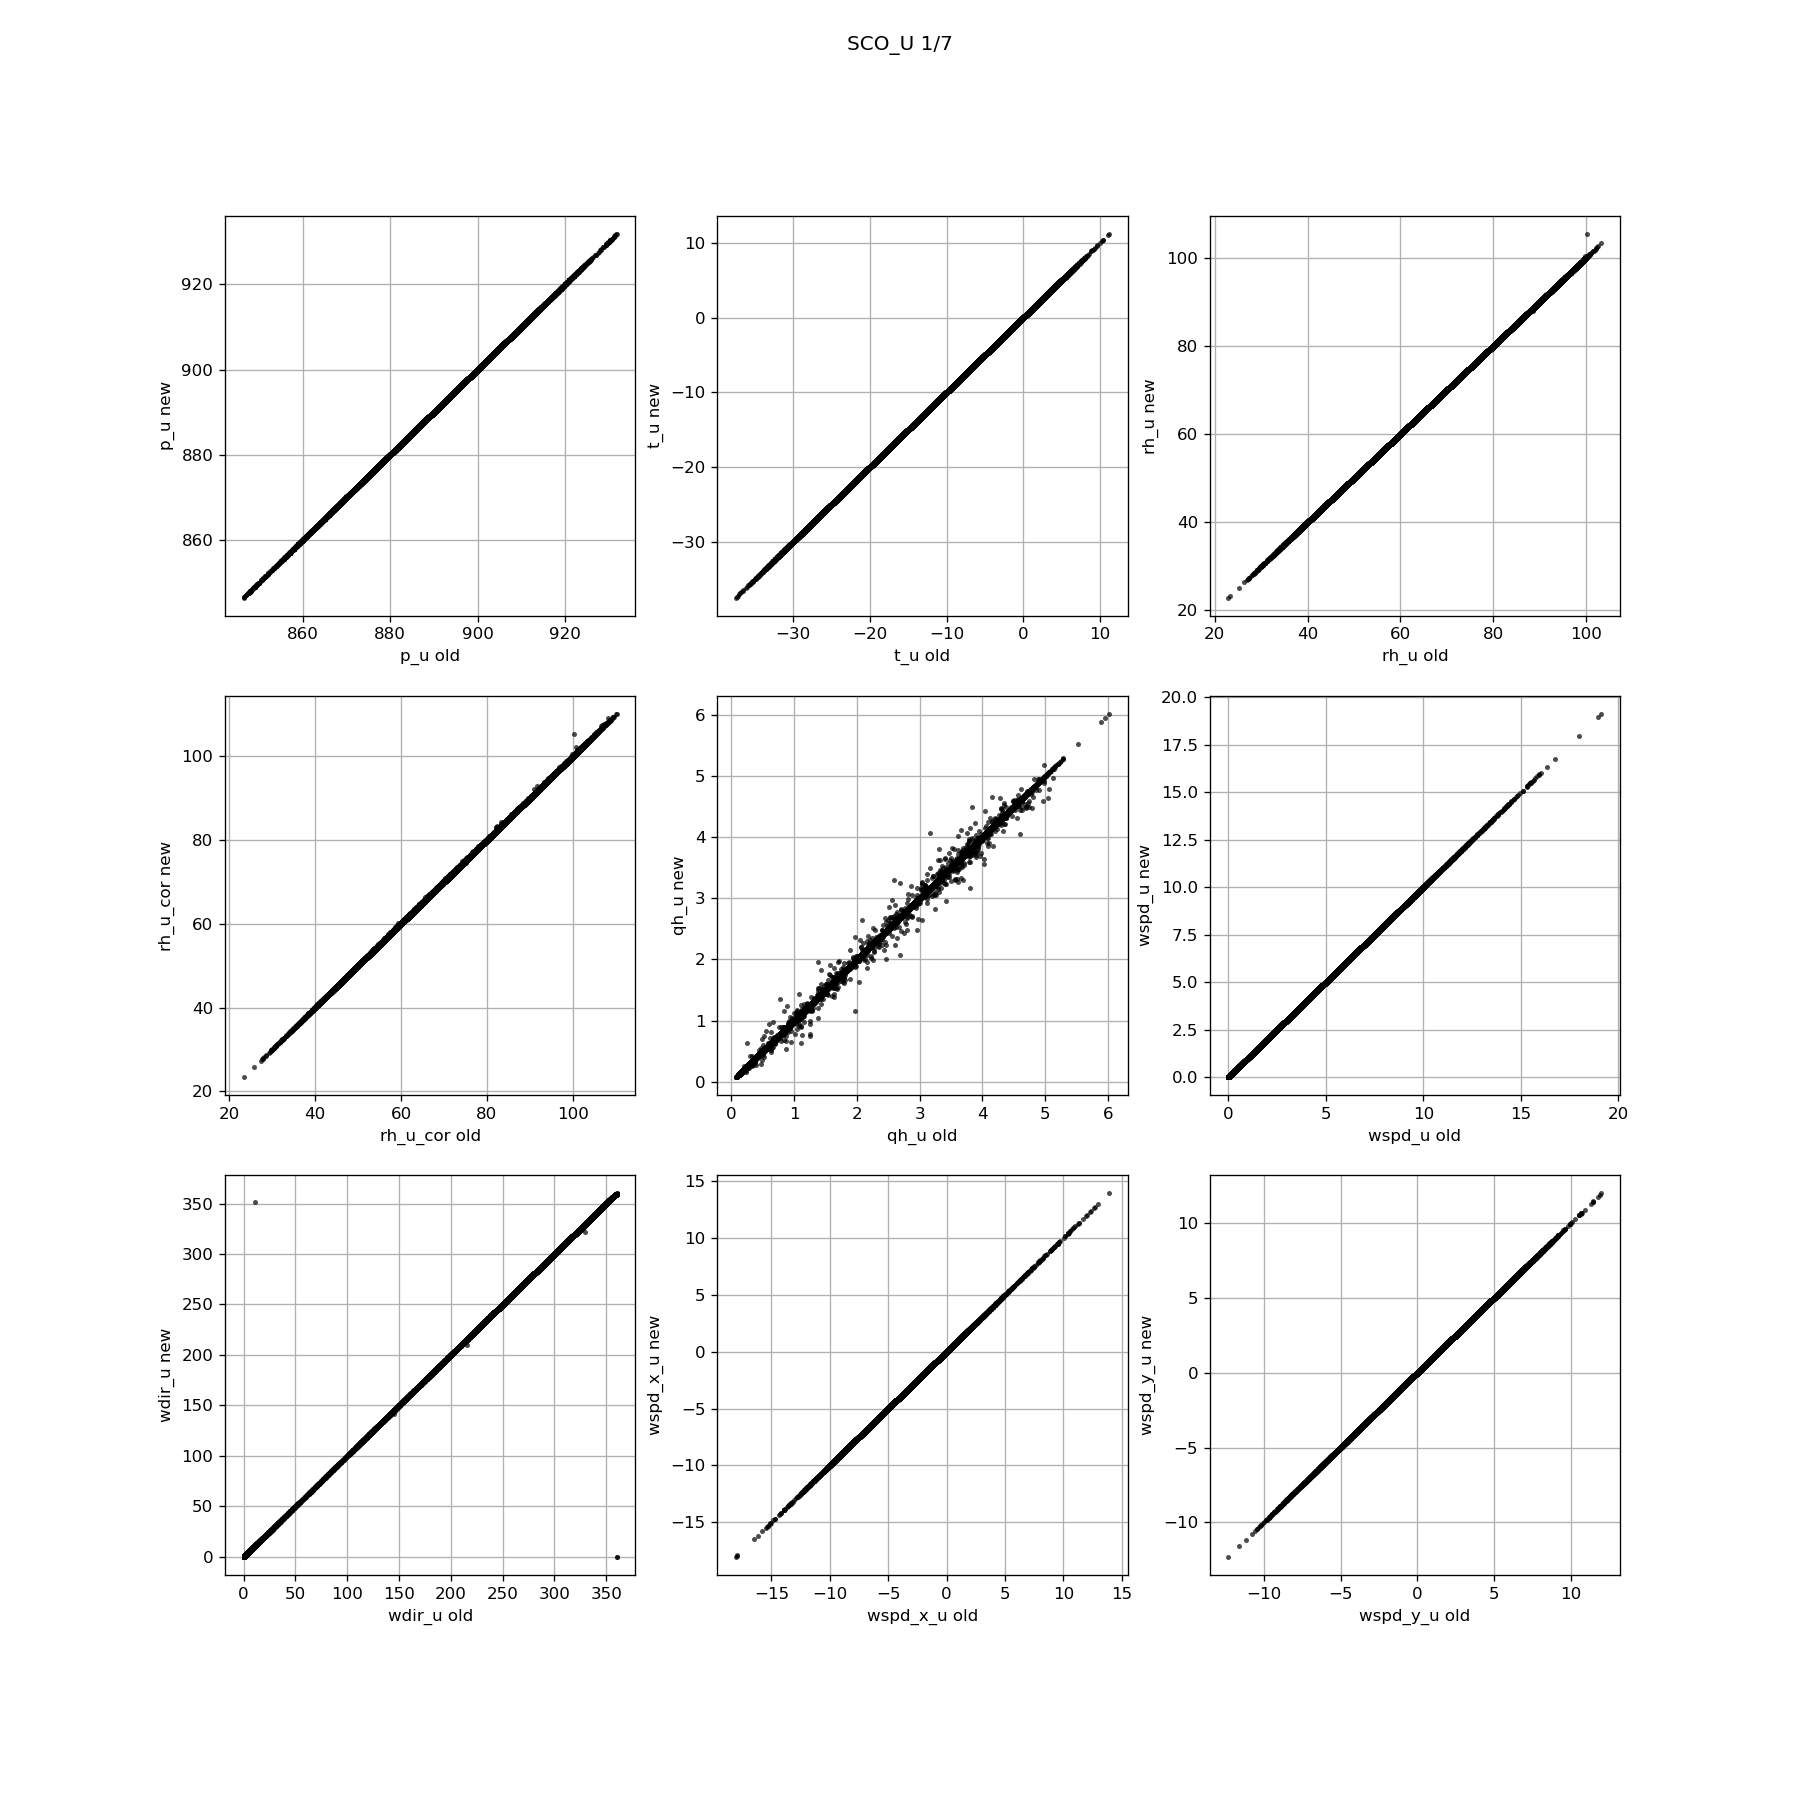 SCO_U 1/7
p_u new
920
900
880
860
860 880 900 920
p_u old
t_u new
10
0
−10
−20
−30
−30 −20 −10 0 10
t_u old
rh_u new
100
80
60
40
20
20 40 60 80 100
rh_u old
rh_u_cor new
100
80
60
40
20
20 40 60 80 100
rh_u_cor old
qh_u new
6
5
4
3
2
1
0
0 1 2 3 4 5 6
qh_u old
wspd_u new
20.0
17.5
15.0
12.5
10.0
7.5
5.0
2.5
0.0
0 5 10 15 20
wspd_u old
wdir_u new
350
300
250
200
150
100
50
0
0 50 100 150 200 250 300 350
wdir_u old
wspd_x_u new
15
10
5
0
−5
−10
−15
−15 −10 −5 0 5 10 15
wspd_x_u old
wspd_y_u new
10
5
0
−5
−10
−10 −5 0 5 10
wspd_y_u old